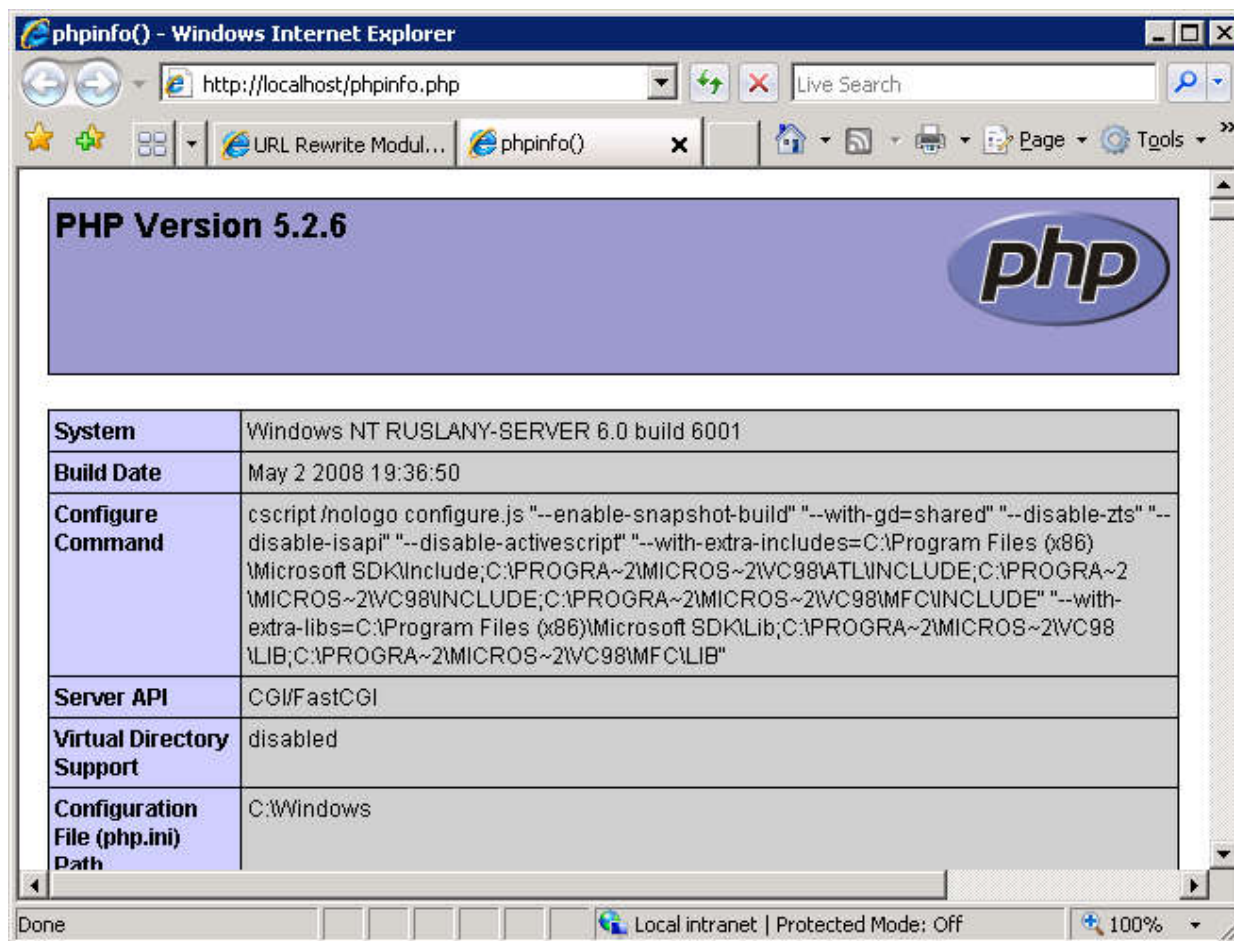 phpinfo() - Windows Internet Explorer
http://localhost/phpinfo.php
Live Search
URL Rewrite Modul...
phpinfo()
Page
Tools
PHP Version 5.2.6
php
System
Windows NT RUSLANY-SERVER 6.0 build 6001
Build Date
May 2 2008 19:36:50
Configure
Command
cscript /nologo configure.js "--enable-snapshot-build" "--with-gd=shared" "--disable-zts" "--
disable-isapi" "--disable-activescript" "--with-extra-includes=C:\Program Files (x86)
\Microsoft SDK\Include;C:\PROGRA~2\MICROS~2\VC98\ATL\INCLUDE;C:\PROGRA~2
\MICROS~2\VC98\INCLUDE;C:\PROGRA~2\MICROS~2\VC98\MFC\INCLUDE" "--with-
extra-libs=C:\Program Files (x86)\Microsoft SDK\Lib;C:\PROGRA~2\MICROS~2\VC98
\LIB;C:\PROGRA~2\MICROS~2\VC98\MFC\LIB"
Server API
CGI/FastCGI
Virtual Directory
Support
disabled
Configuration
File (php.ini)
Path
C:\Windows
Done
Local intranet | Protected Mode: Off
100%